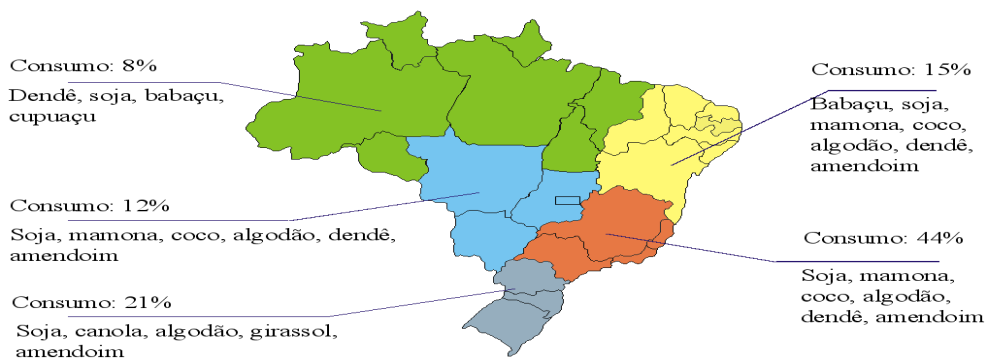 Consumo: 8%
Dendê, soja, babaçu,
cupuaçu
Consumo: 12%
Soja, mamona, coco, algodão, dendê,
amendoim
Consumo: 21%
Soja, canola, algodão, girassol,
amendoim
Consumo: 15%
Babaçu, soja,
mamona, coco,
algodão, dendê,
amendoim
Consumo: 44%
Soja, mamona,
coco, algodão,
dendê, amendoim